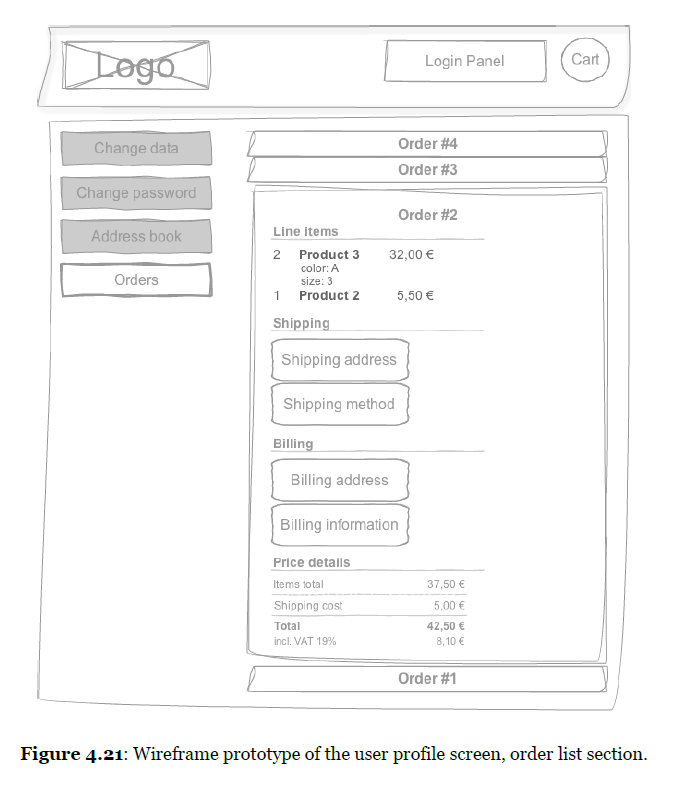 Logo
Login Panel
Cart
Change data
Change password
Address book
Orders
Order #4
Order #3
Order #2
Line items
2 Product 3 32,00 €
color: A
size: 3
1 Product 2 5,50 €
Shipping
Shipping address
Shipping method
Billing
Billing address
Billing information
Price details
Items total 37,50 €
Shipping cost 5,00 €
Total 42,50 €
incl. VAT 19% 8,10 €
Order #1
Figure 4.21: Wireframe prototype of the user profile screen, order list section.